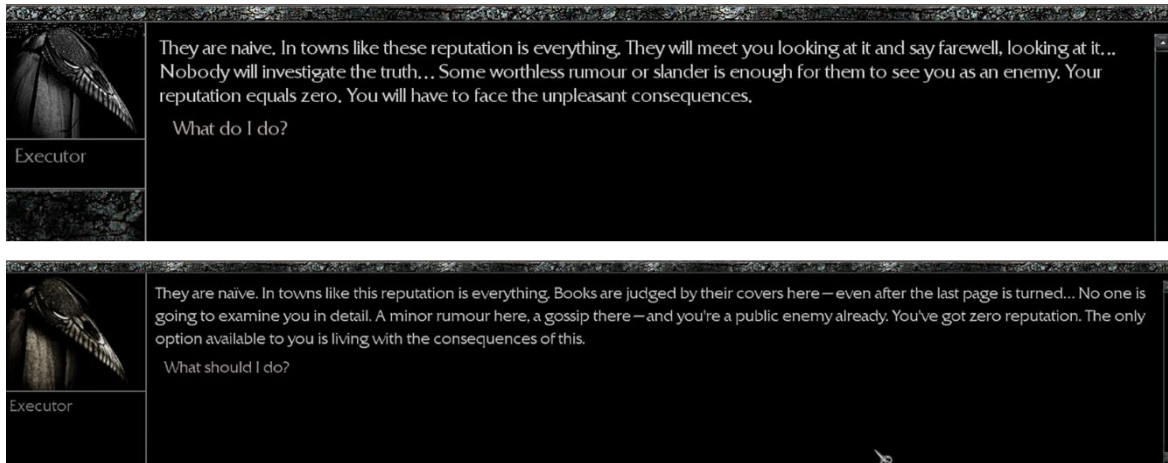 They are naive. In towns like these reputation is everything. They will meet you looking at it and say farewell, looking at it...
Nobody will investigate the truth... Some worthless rumour or slander is enough for them to see you as an enemy. Your
reputation equals zero. You will have to face the unpleasant consequences.
What do I do?
Executor
They are naïve. In towns like this reputation is everything. Books are judged by their covers here—even after the last page is turned... No one is
going to examine you in detail. A minor rumour here, a gossip there—and you're a public enemy already. You've got zero reputation. The only
option available to you is living with the consequences of this.
What should I do?
Executor